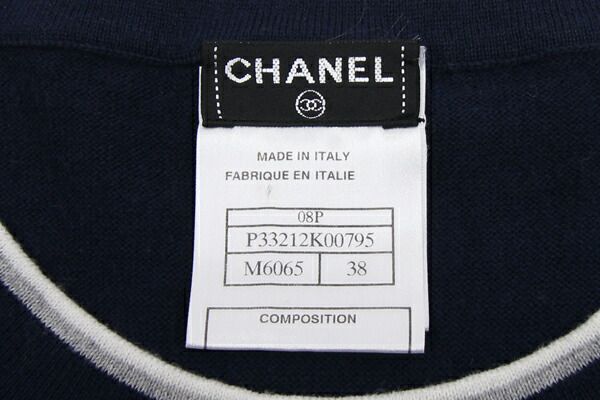 CHANEL
MADE IN ITALY
FABRIQUE EN ITALIE
08P
P33212K00795
M6065 38
COMPOSITION